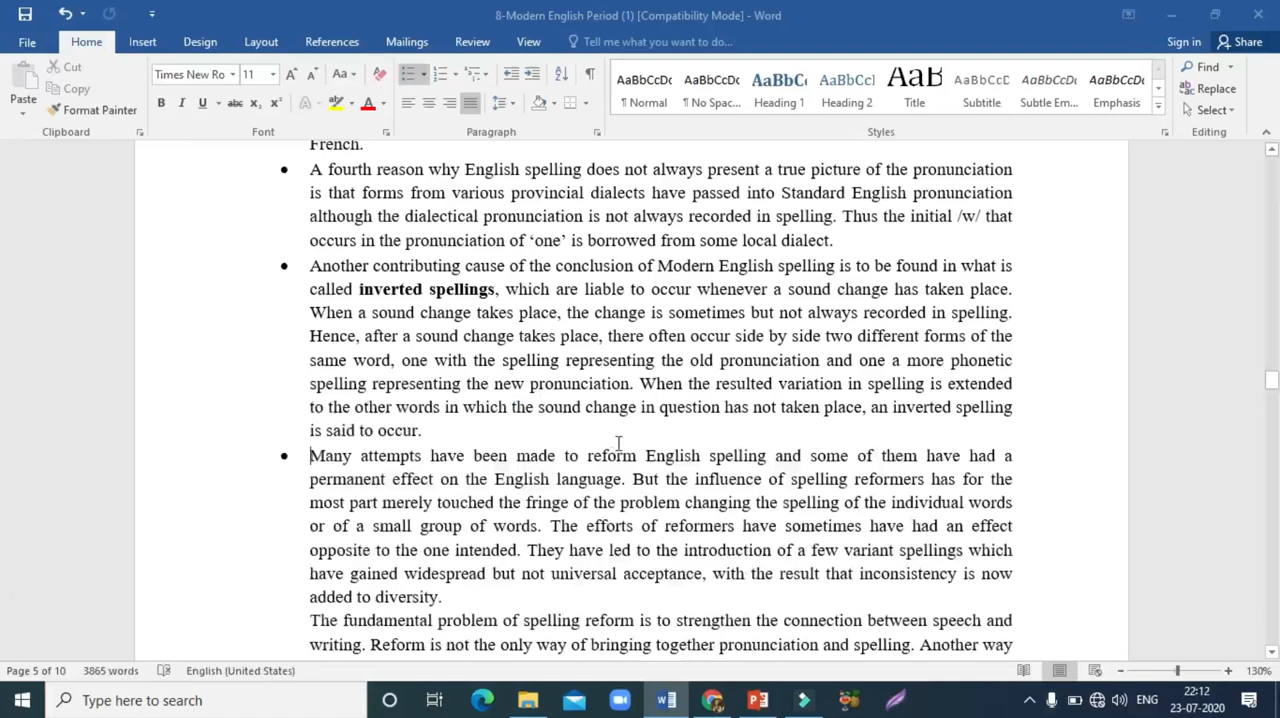 8-Modern English Period (1) [Compatibility Mode] - Word
File Home Insert Design Layout References Mailings Review View Tell me what you want to do... Sign in Share
Cut
Copy
Format Painter
Paste
Clipboard
Times New Ro 11
Font
Paragraph
AaBbCcDc AaBbCcDc AaBbC AaBbCcI AaB AaBbCcD AaBbCcDt AaBbCcDt
¶ Normal ¶ No Spac... Heading 1 Heading 2 Title Subtitle Subtle Em... Emphasis
Styles
Find
Replace
Select
Editing
French.
• A fourth reason why English spelling does not always present a true picture of the pronunciation
is that forms from various provincial dialects have passed into Standard English pronunciation
although the dialectical pronunciation is not always recorded in spelling. Thus the initial /w/ that
occurs in the pronunciation of ‘one’ is borrowed from some local dialect.
• Another contributing cause of the conclusion of Modern English spelling is to be found in what is
called inverted spellings, which are liable to occur whenever a sound change has taken place.
When a sound change takes place, the change is sometimes but not always recorded in spelling.
Hence, after a sound change takes place, there often occur side by side two different forms of the
same word, one with the spelling representing the old pronunciation and one a more phonetic
spelling representing the new pronunciation. When the resulted variation in spelling is extended
to the other words in which the sound change in question has not taken place, an inverted spelling
is said to occur.
• Many attempts have been made to reform English spelling and some of them have had a
permanent effect on the English language. But the influence of spelling reformers has for the
most part merely touched the fringe of the problem changing the spelling of the individual words
or of a small group of words. The efforts of reformers have sometimes have had an effect
opposite to the one intended. They have led to the introduction of a few variant spellings which
have gained widespread but not universal acceptance, with the result that inconsistency is now
added to diversity.
The fundamental problem of spelling reform is to strengthen the connection between speech and
writing. Reform is not the only way of bringing together pronunciation and spelling. Another way
Page 5 of 10 3865 words English (United States) 130%
Type here to search
ENG
22:12
23-07-2020